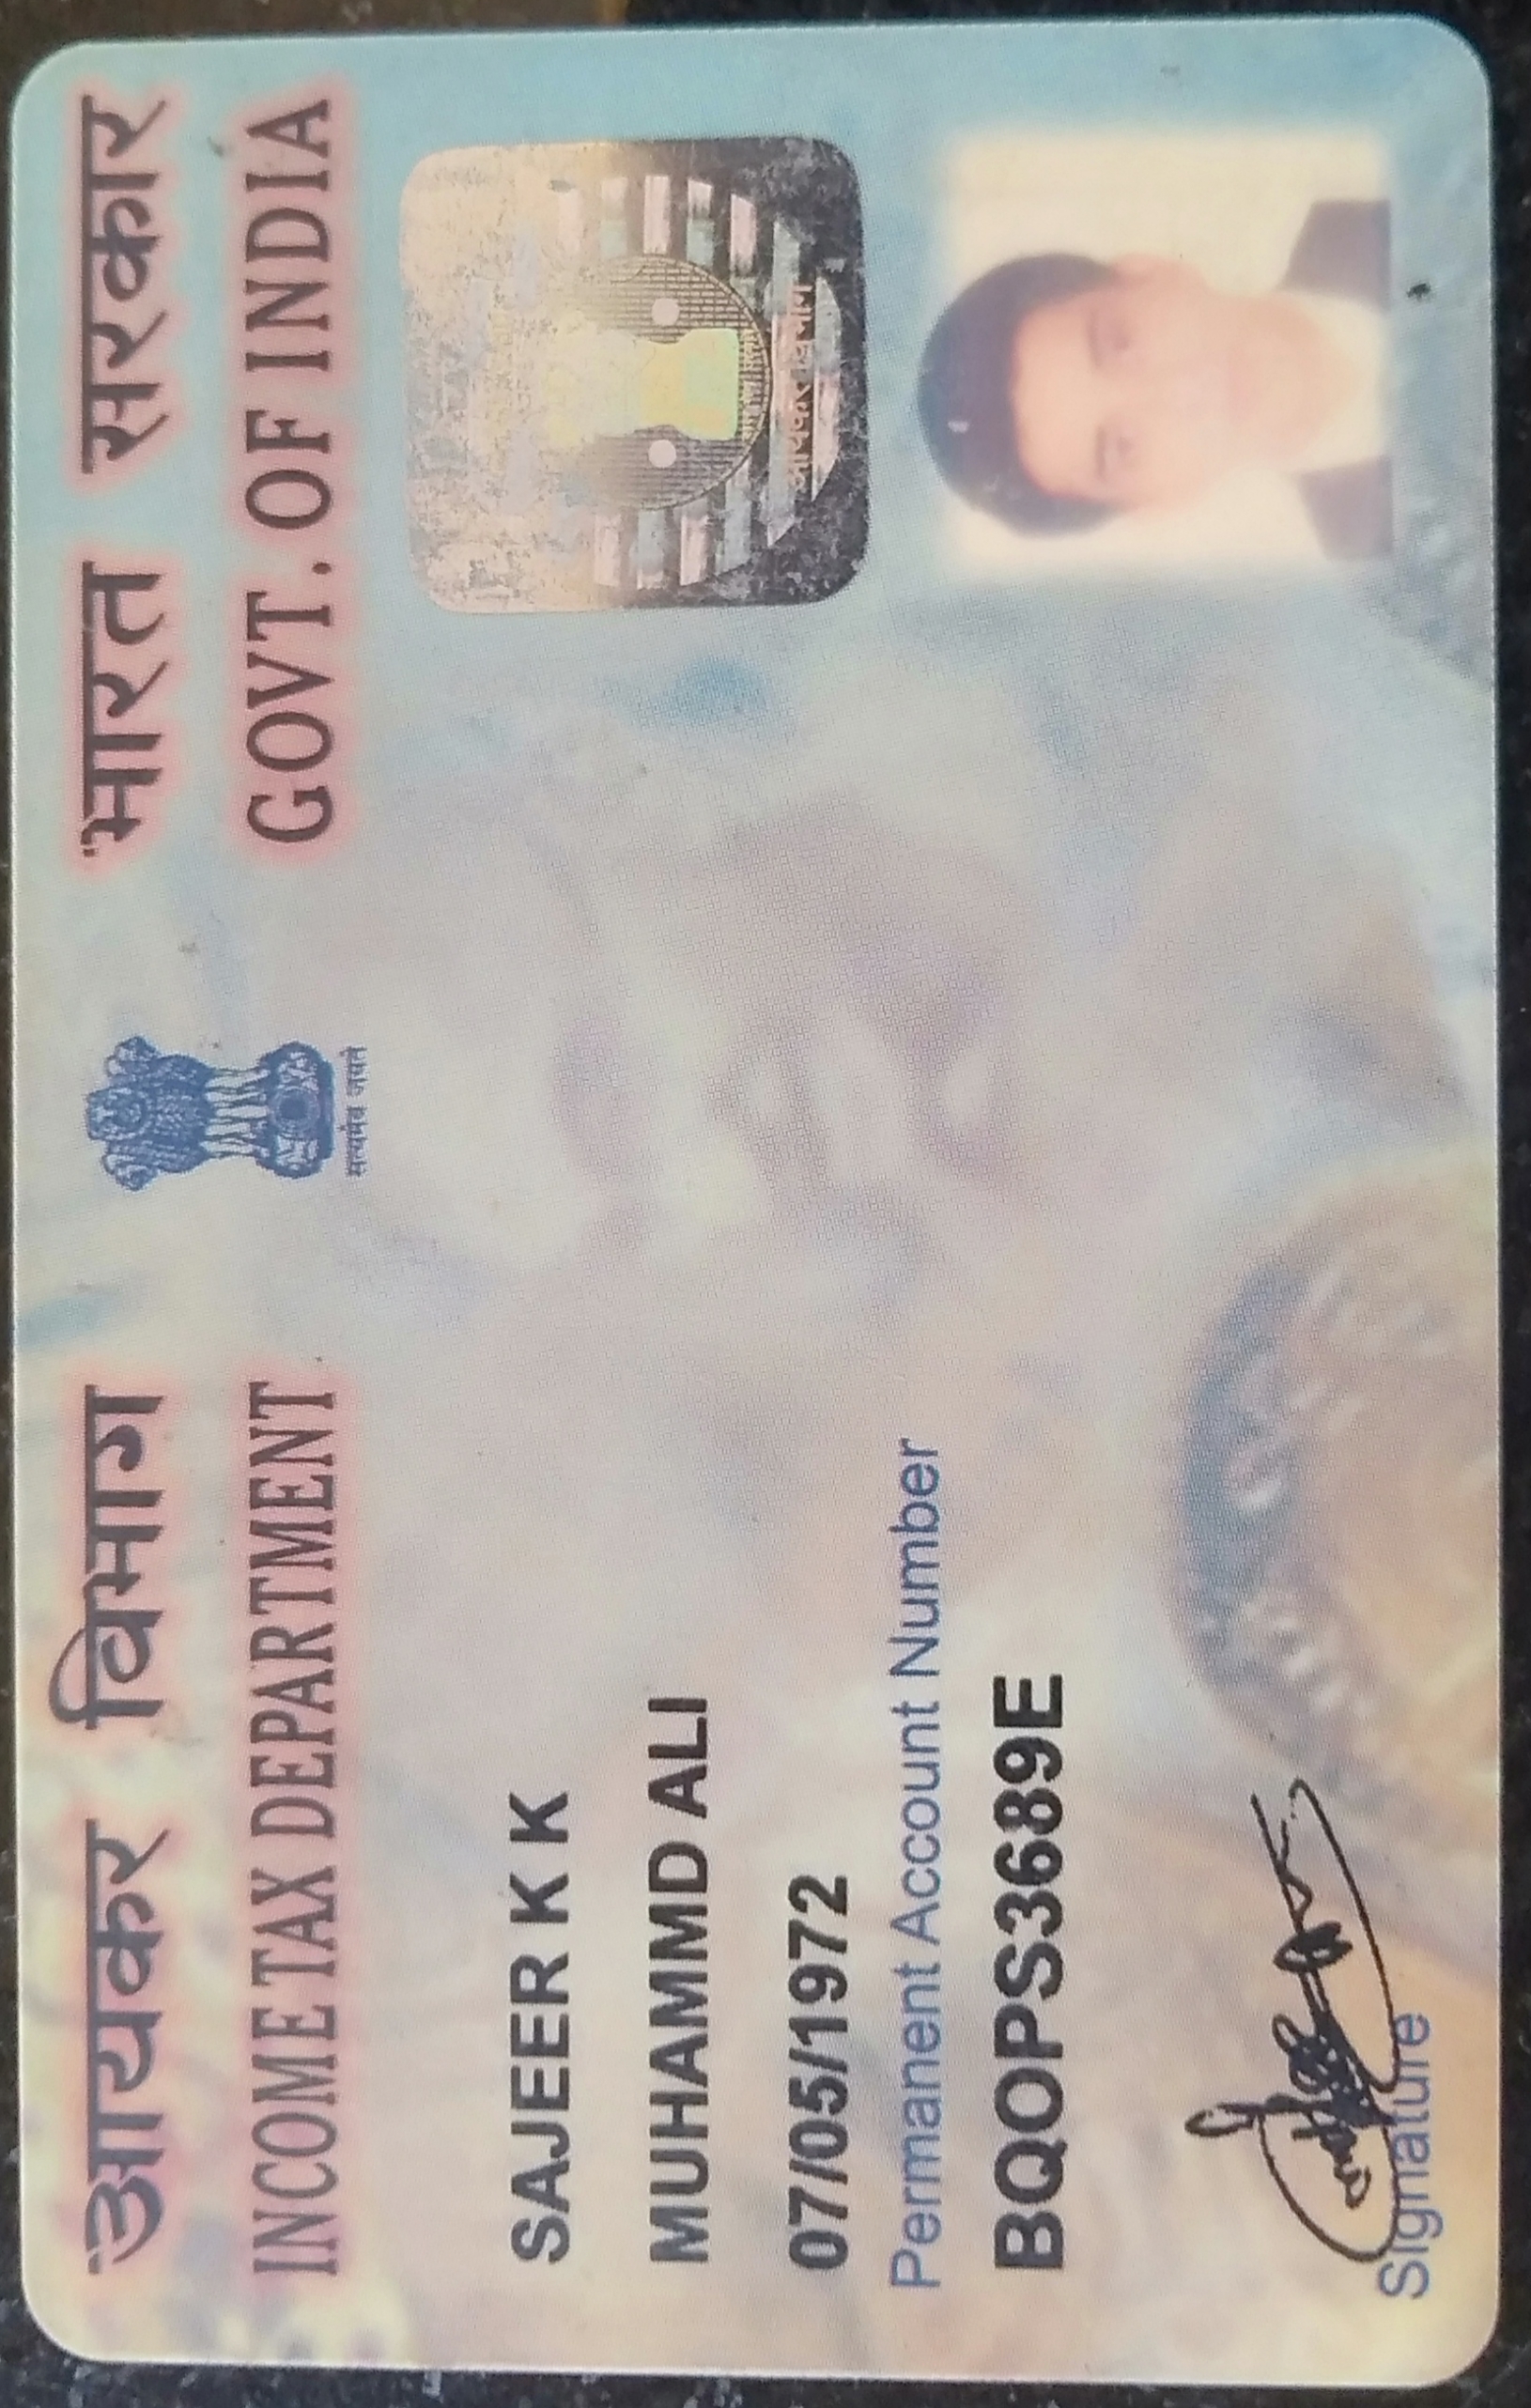 आयकर विभाग
INCOME TAX DEPARTMENT
सत्यमेव जयते
भारत सरकार
GOVT. OF INDIA
SAJEER K K
MUHAMMD ALI
07/05/1972
Permanent Account Number
BQOPS3689E
Signature
आयकर विभाग